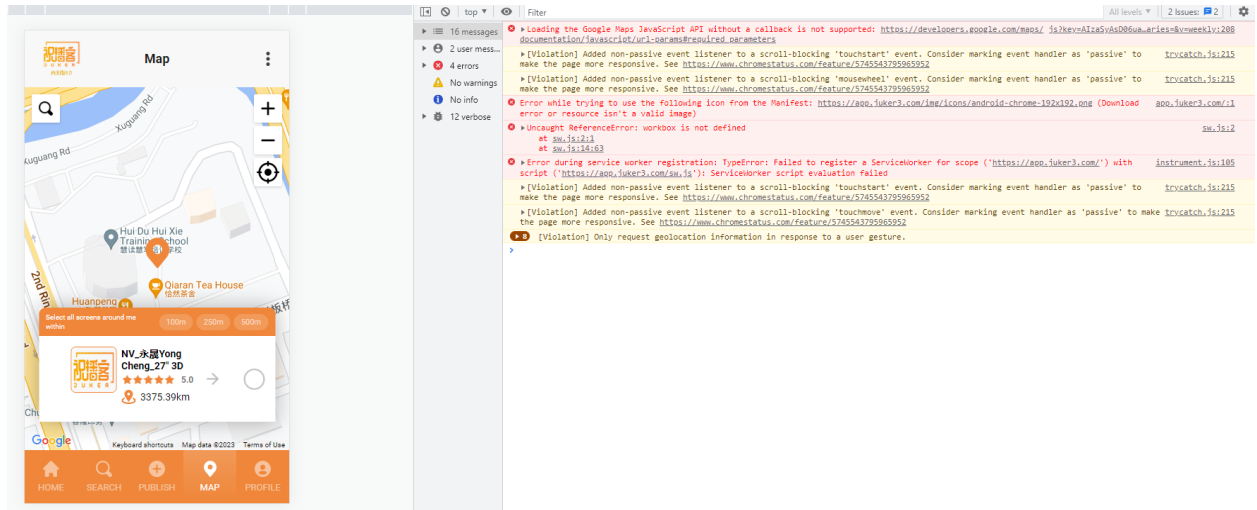 祝播客
JUKER
Map
Xuguang Rd
Xuguang Rd
Hui Du Hui Xie
Training School
Qiaran Tea House
怡然茶舍
2nd Rin
Huanpeng
板桥
Select all screens around me
within
100m
250m
500m
祝播客
JUKER
NV_永晟Yong
Cheng_27" 3D
5.0
3375.39km
Chu
Google
Keyboard shortcuts
Map data ©2023
Terms of Use
HOME
SEARCH
PUBLISH
MAP
PROFILE
top
Filter
All levels
2 Issues:
2
16 messages
2 user mess...
4 errors
No warnings
No info
12 verbose
Loading the Google Maps JavaScript API without a callback is not supported: https://developers.google.com/maps/ js?key=AIzaSyAsD06ua…aries=&v=weekly:208
documentation/javascript/url-params#required_parameters
[Violation] Added non-passive event listener to a scroll-blocking 'touchstart' event. Consider marking event handler as 'passive' to trycatch.js:215
make the page more responsive. See https://www.chromestatus.com/feature/5745543795965952
[Violation] Added non-passive event listener to a scroll-blocking 'mousewheel' event. Consider marking event handler as 'passive' to trycatch.js:215
make the page more responsive. See https://www.chromestatus.com/feature/5745543795965952
Error while trying to use the following icon from the Manifest: https://app.juker3.com/img/icons/android-chrome-192x192.png (Download app.juker3.com/:1
error or resource isn't a valid image)
Uncaught ReferenceError: workbox is not defined sw.js:2
at sw.js:2:1
at sw.js:14:63
Error during service worker registration: TypeError: Failed to register a ServiceWorker for scope ('https://app.juker3.com/') with instrument.js:105
script ('https://app.juker3.com/sw.js'): ServiceWorker script evaluation failed
[Violation] Added non-passive event listener to a scroll-blocking 'touchstart' event. Consider marking event handler as 'passive' to trycatch.js:215
make the page more responsive. See https://www.chromestatus.com/feature/5745543795965952
[Violation] Added non-passive event listener to a scroll-blocking 'touchmove' event. Consider marking event handler as 'passive' to make trycatch.js:215
the page more responsive. See https://www.chromestatus.com/feature/5745543795965952
8 [Violation] Only request geolocation information in response to a user gesture.